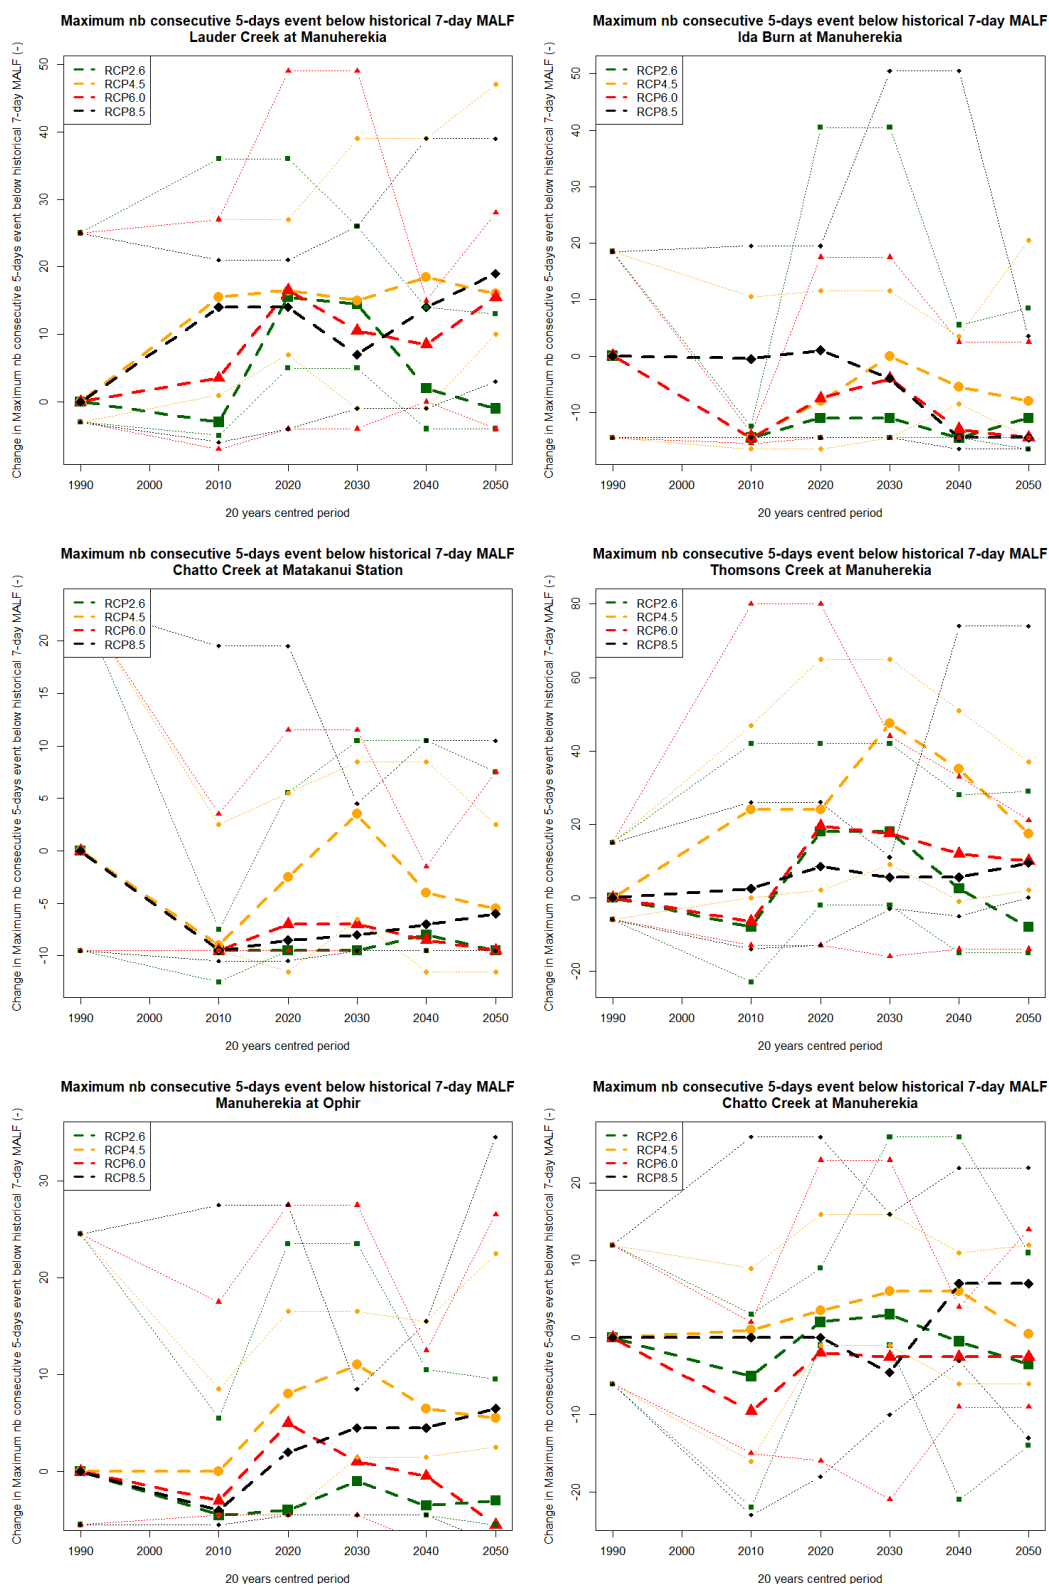 Maximum nb consecutive 5-days event below historical 7-day MALF
Lauder Creek at Manuherekia
Change in Maximum nb consecutive 5-days event below historical 7-day MALF (-)
50
40
30
20
10
0
RCP2.6
RCP4.5
RCP6.0
RCP8.5
1990 2000 2010 2020 2030 2040 2050
20 years centred period
Maximum nb consecutive 5-days event below historical 7-day MALF
Ida Burn at Manuherekia
Change in Maximum nb consecutive 5-days event below historical 7-day MALF (-)
50
40
30
20
10
0
-10
RCP2.6
RCP4.5
RCP6.0
RCP8.5
1990 2000 2010 2020 2030 2040 2050
20 years centred period
Maximum nb consecutive 5-days event below historical 7-day MALF
Chatto Creek at Matakanui Station
Change in Maximum nb consecutive 5-days event below historical 7-day MALF (-)
20
15
10
5
0
-5
-10
RCP2.6
RCP4.5
RCP6.0
RCP8.5
1990 2000 2010 2020 2030 2040 2050
20 years centred period
Maximum nb consecutive 5-days event below historical 7-day MALF
Thomsons Creek at Manuherekia
Change in Maximum nb consecutive 5-days event below historical 7-day MALF (-)
80
60
40
20
0
-20
RCP2.6
RCP4.5
RCP6.0
RCP8.5
1990 2000 2010 2020 2030 2040 2050
20 years centred period
Maximum nb consecutive 5-days event below historical 7-day MALF
Manuherekia at Ophir
Change in Maximum nb consecutive 5-days event below historical 7-day MALF (-)
30
20
10
0
RCP2.6
RCP4.5
RCP6.0
RCP8.5
1990 2000 2010 2020 2030 2040 2050
20 years centred period
Maximum nb consecutive 5-days event below historical 7-day MALF
Chatto Creek at Manuherekia
Change in Maximum nb consecutive 5-days event below historical 7-day MALF (-)
20
10
0
-10
-20
RCP2.6
RCP4.5
RCP6.0
RCP8.5
1990 2000 2010 2020 2030 2040 2050
20 years centred period